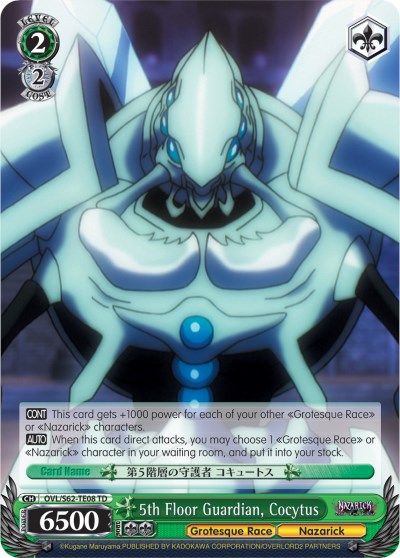 LEVEL
2
2
COST
CONT This card gets +1000 power for each of your other «Grotesque Race»
or «Nazarick» characters.
AUTO When this card direct attacks, you may choose 1 «Grotesque Race» or
«Nazarick» character in your waiting room, and put it into your stock.
Card Name 第5階層の守護者 コキュートス
CH OVL/S62-TE08 TD
5th Floor Guardian, Cocytus
NAZARICK
POWER 6500
Grotesque Race Nazarick
©Kugane Maruyama,PUBLISHED BY KADOKAWA CORPORATION/OVERLORD2 PARTNERS